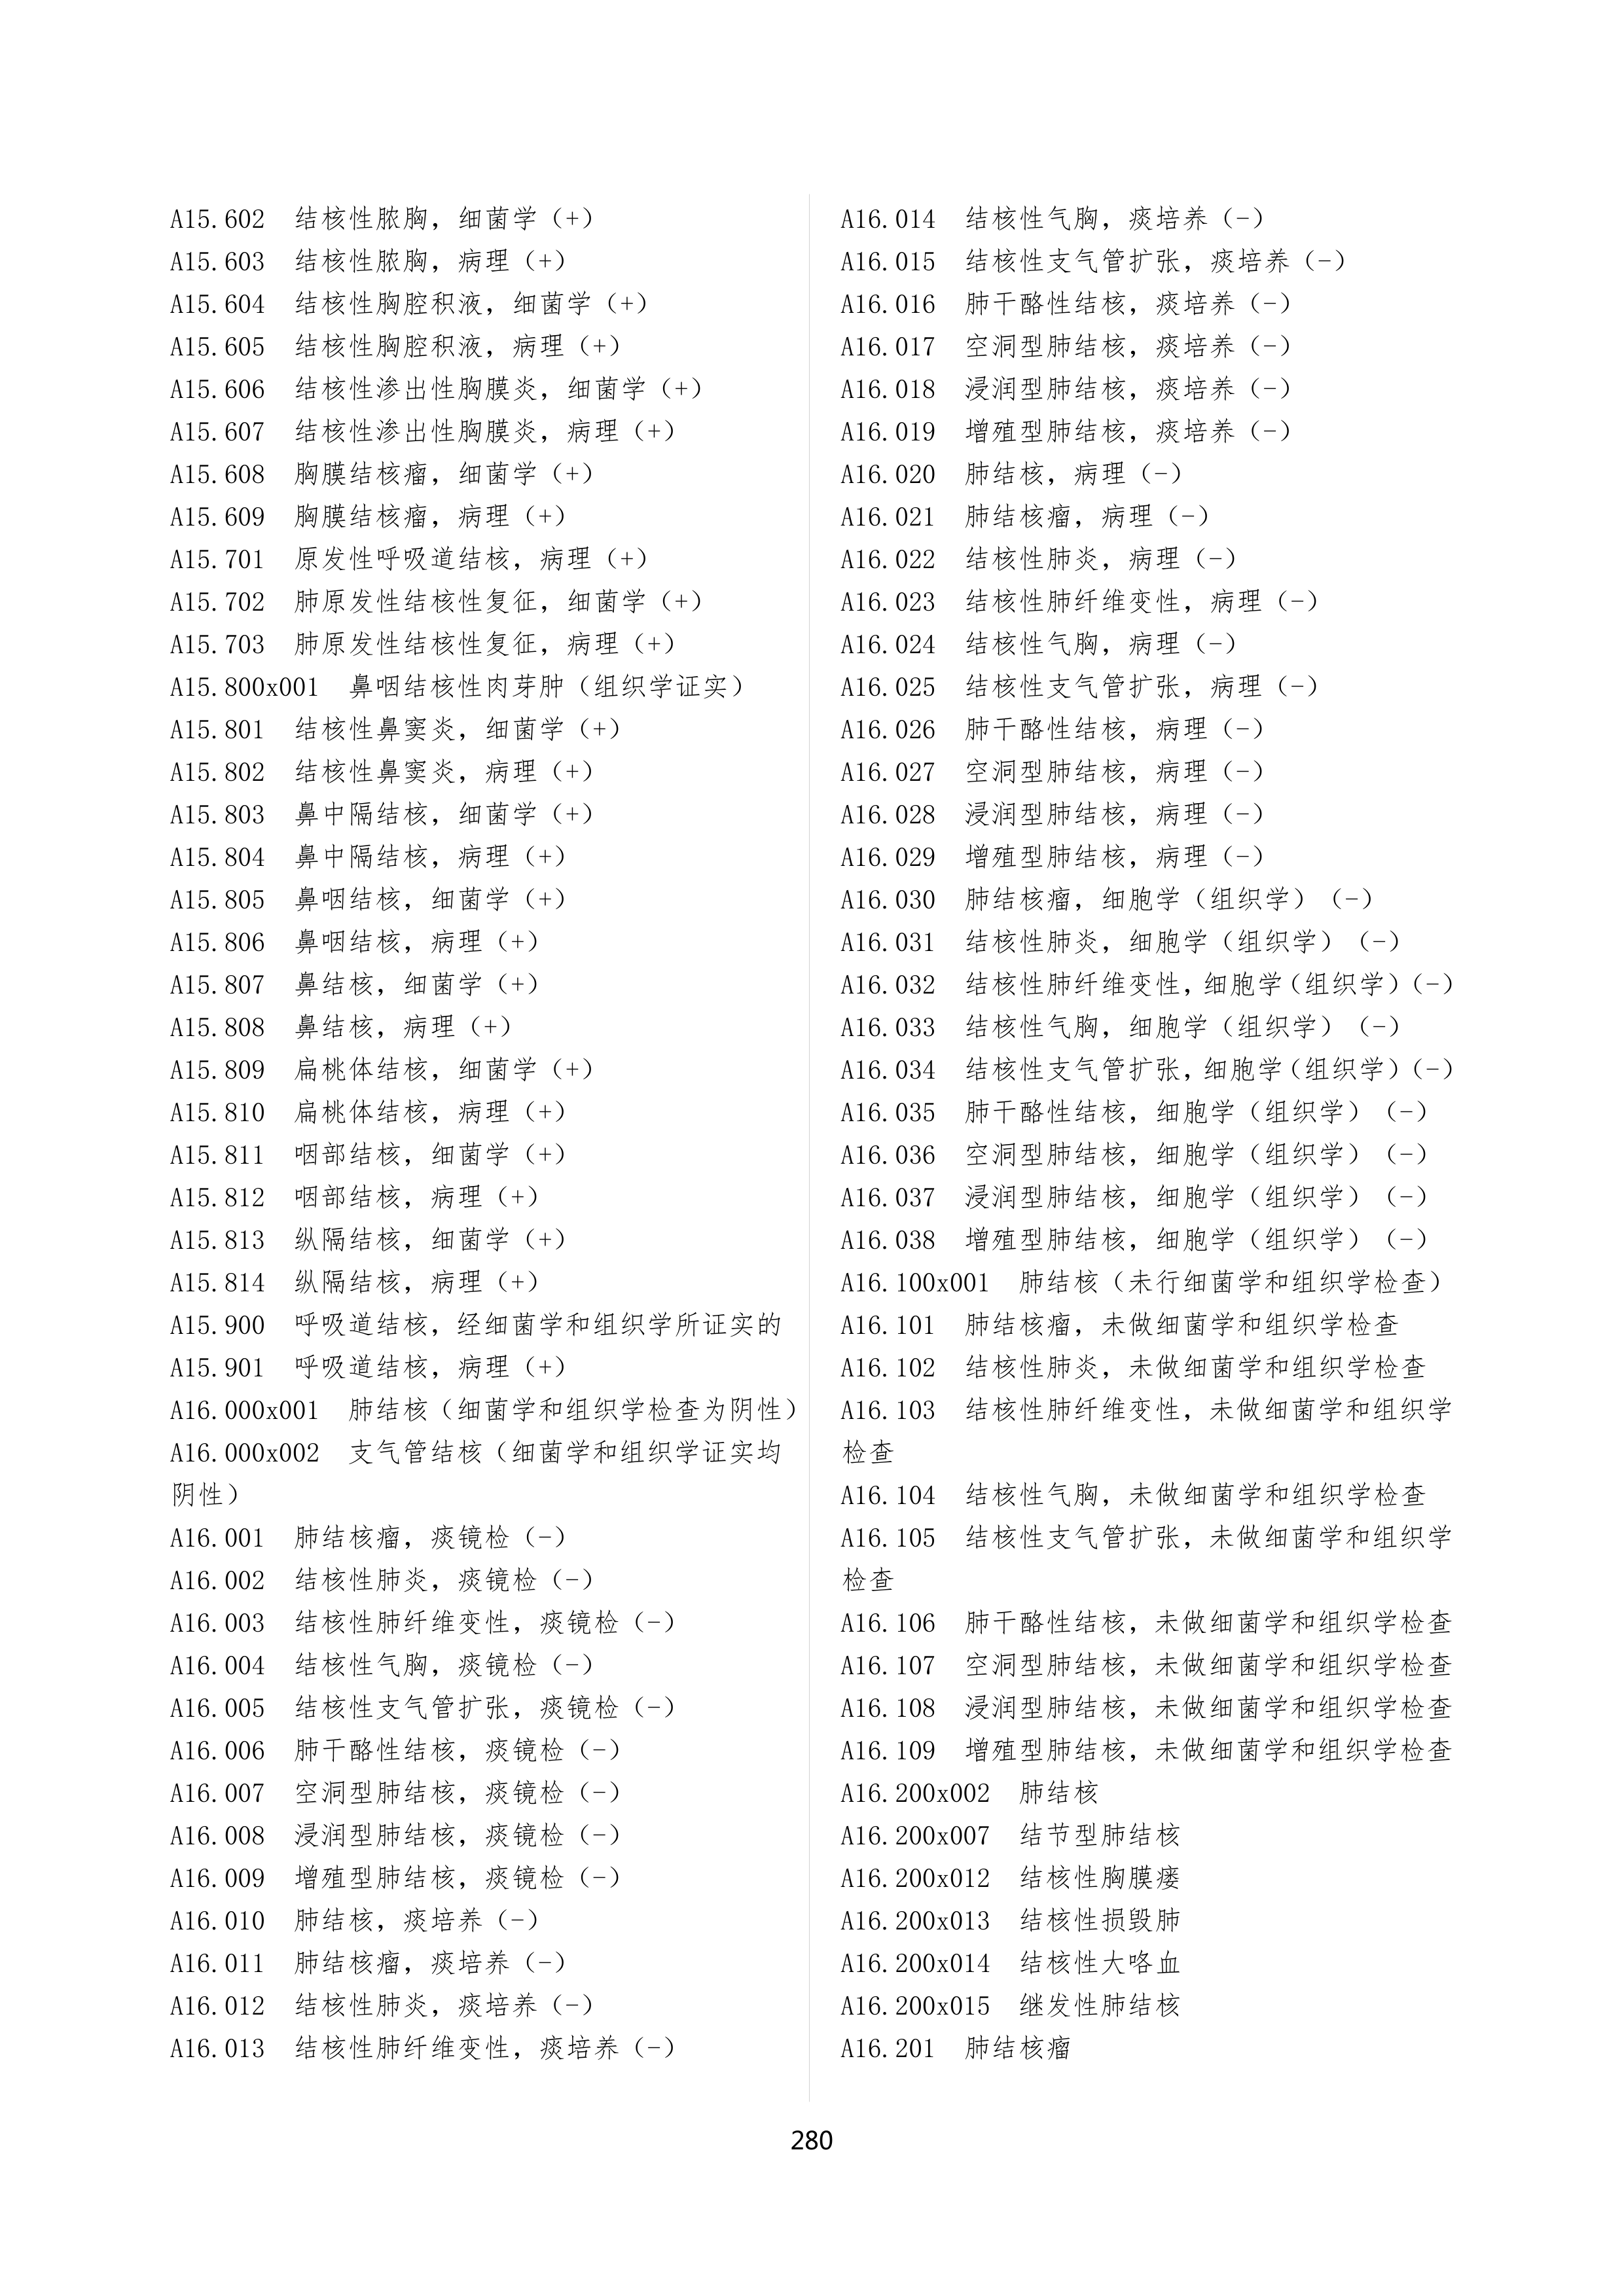 A15.602 结核性脓胸，细菌学（+）
A15.603 结核性脓胸，病理（+）
A15.604 结核性胸腔积液，细菌学（+）
A15.605 结核性胸腔积液，病理（+）
A15.606 结核性渗出性胸膜炎，细菌学（+）
A15.607 结核性渗出性胸膜炎，病理（+）
A15.608 胸膜结核瘤，细菌学（+）
A15.609 胸膜结核瘤，病理（+）
A15.701 原发性呼吸道结核，病理（+）
A15.702 肺原发性结核性复征，细菌学（+）
A15.703 肺原发性结核性复征，病理（+）
A15.800x001 鼻咽结核性肉芽肿（组织学证实）
A15.801 结核性鼻窦炎，细菌学（+）
A15.802 结核性鼻窦炎，病理（+）
A15.803 鼻中隔结核，细菌学（+）
A15.804 鼻中隔结核，病理（+）
A15.805 鼻咽结核，细菌学（+）
A15.806 鼻咽结核，病理（+）
A15.807 鼻结核，细菌学（+）
A15.808 鼻结核，病理（+）
A15.809 扁桃体结核，细菌学（+）
A15.810 扁桃体结核，病理（+）
A15.811 咽部结核，细菌学（+）
A15.812 咽部结核，病理（+）
A15.813 纵隔结核，细菌学（+）
A15.814 纵隔结核，病理（+）
A15.900 呼吸道结核，经细菌学和组织学所证实的
A15.901 呼吸道结核，病理（+）
A16.000x001 肺结核（细菌学和组织学检查为阴性）
A16.000x002 支气管结核（细菌学和组织学证实均
阴性）
A16.001 肺结核瘤，痰镜检（-）
A16.002 结核性肺炎，痰镜检（-）
A16.003 结核性肺纤维变性，痰镜检（-）
A16.004 结核性气胸，痰镜检（-）
A16.005 结核性支气管扩张，痰镜检（-）
A16.006 肺干酪性结核，痰镜检（-）
A16.007 空洞型肺结核，痰镜检（-）
A16.008 浸润型肺结核，痰镜检（-）
A16.009 增殖型肺结核，痰镜检（-）
A16.010 肺结核，痰培养（-）
A16.011 肺结核瘤，痰培养（-）
A16.012 结核性肺炎，痰培养（-）
A16.013 结核性肺纤维变性，痰培养（-）
A16.014 结核性气胸，痰培养（-）
A16.015 结核性支气管扩张，痰培养（-）
A16.016 肺干酪性结核，痰培养（-）
A16.017 空洞型肺结核，痰培养（-）
A16.018 浸润型肺结核，痰培养（-）
A16.019 增殖型肺结核，痰培养（-）
A16.020 肺结核，病理（-）
A16.021 肺结核瘤，病理（-）
A16.022 结核性肺炎，病理（-）
A16.023 结核性肺纤维变性，病理（-）
A16.024 结核性气胸，病理（-）
A16.025 结核性支气管扩张，病理（-）
A16.026 肺干酪性结核，病理（-）
A16.027 空洞型肺结核，病理（-）
A16.028 浸润型肺结核，病理（-）
A16.029 增殖型肺结核，病理（-）
A16.030 肺结核瘤，细胞学（组织学）（-）
A16.031 结核性肺炎，细胞学（组织学）（-）
A16.032 结核性肺纤维变性，细胞学（组织学）（-）
A16.033 结核性气胸，细胞学（组织学）（-）
A16.034 结核性支气管扩张，细胞学（组织学）（-）
A16.035 肺干酪性结核，细胞学（组织学）（-）
A16.036 空洞型肺结核，细胞学（组织学）（-）
A16.037 浸润型肺结核，细胞学（组织学）（-）
A16.038 增殖型肺结核，细胞学（组织学）（-）
A16.100x001 肺结核（未行细菌学和组织学检查）
A16.101 肺结核瘤，未做细菌学和组织学检查
A16.102 结核性肺炎，未做细菌学和组织学检查
A16.103 结核性肺纤维变性，未做细菌学和组织学
检查
A16.104 结核性气胸，未做细菌学和组织学检查
A16.105 结核性支气管扩张，未做细菌学和组织学
检查
A16.106 肺干酪性结核，未做细菌学和组织学检查
A16.107 空洞型肺结核，未做细菌学和组织学检查
A16.108 浸润型肺结核，未做细菌学和组织学检查
A16.109 增殖型肺结核，未做细菌学和组织学检查
A16.200x002 肺结核
A16.200x007 结节型肺结核
A16.200x012 结核性胸膜瘘
A16.200x013 结核性损毁肺
A16.200x014 结核性大咯血
A16.200x015 继发性肺结核
A16.201 肺结核瘤
280